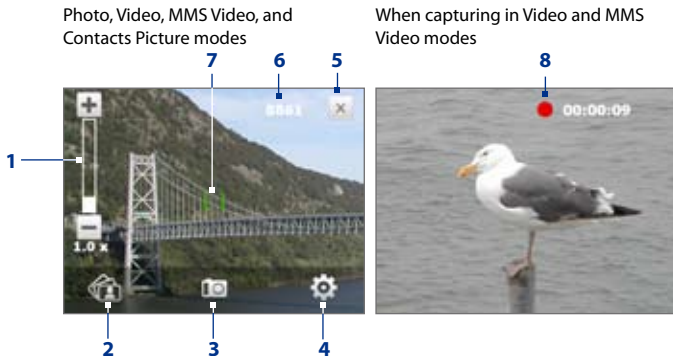 Photo, Video, MMS Video, and
Contacts Picture modes
When capturing in Video and MMS
Video modes
7
6
5
8
8861
00:00:09
1
1.0 x
2
3
4